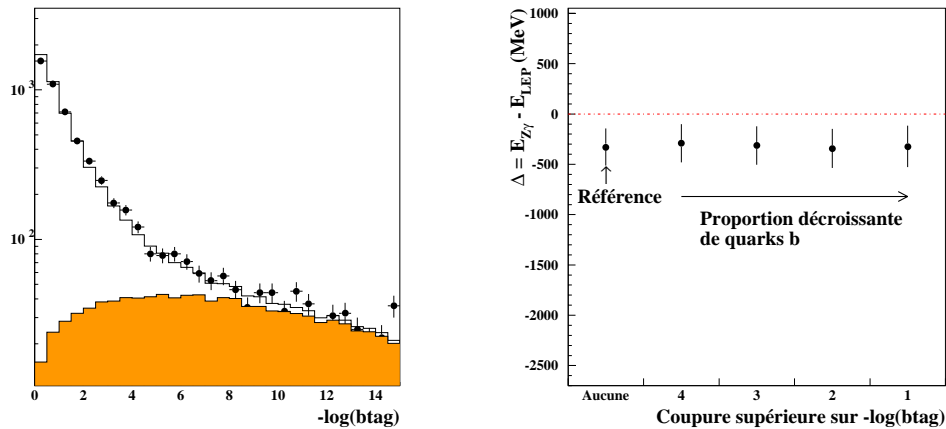 10³
10²
0 2 4 6 8 10 12 14
-log(btag)
Δ = E_Zγ - E_LEP (MeV)
1000
500
0
-500
-1000
-1500
-2000
-2500
Référence
Proportion décroissante
de quarks b
Aucune 4 3 2 1
Coupure supérieure sur -log(btag)